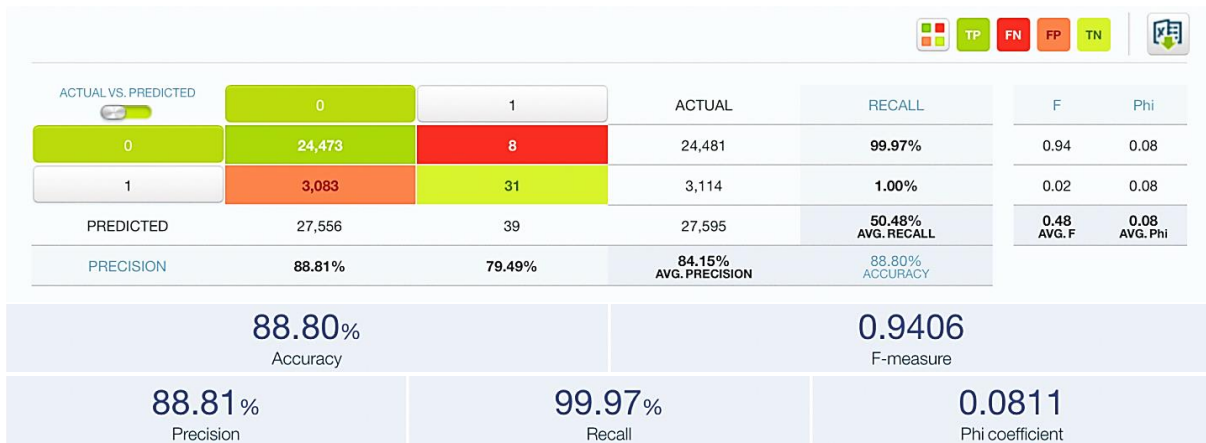 TP FN FP TN
ACTUAL VS. PREDICTED 0 1 ACTUAL RECALL F Phi
0 24,473 8 24,481 99.97% 0.94 0.08
1 3,083 31 3,114 1.00% 0.02 0.08
PREDICTED 27,556 39 27,595 50.48% 0.48 0.08
AVG. RECALL AVG. F AVG. Phi
PRECISION 88.81% 79.49% 84.15% 88.80%
AVG. PRECISION ACCURACY
88.80% 0.9406
Accuracy F-measure
88.81% 99.97% 0.0811
Precision Recall Phi coefficient